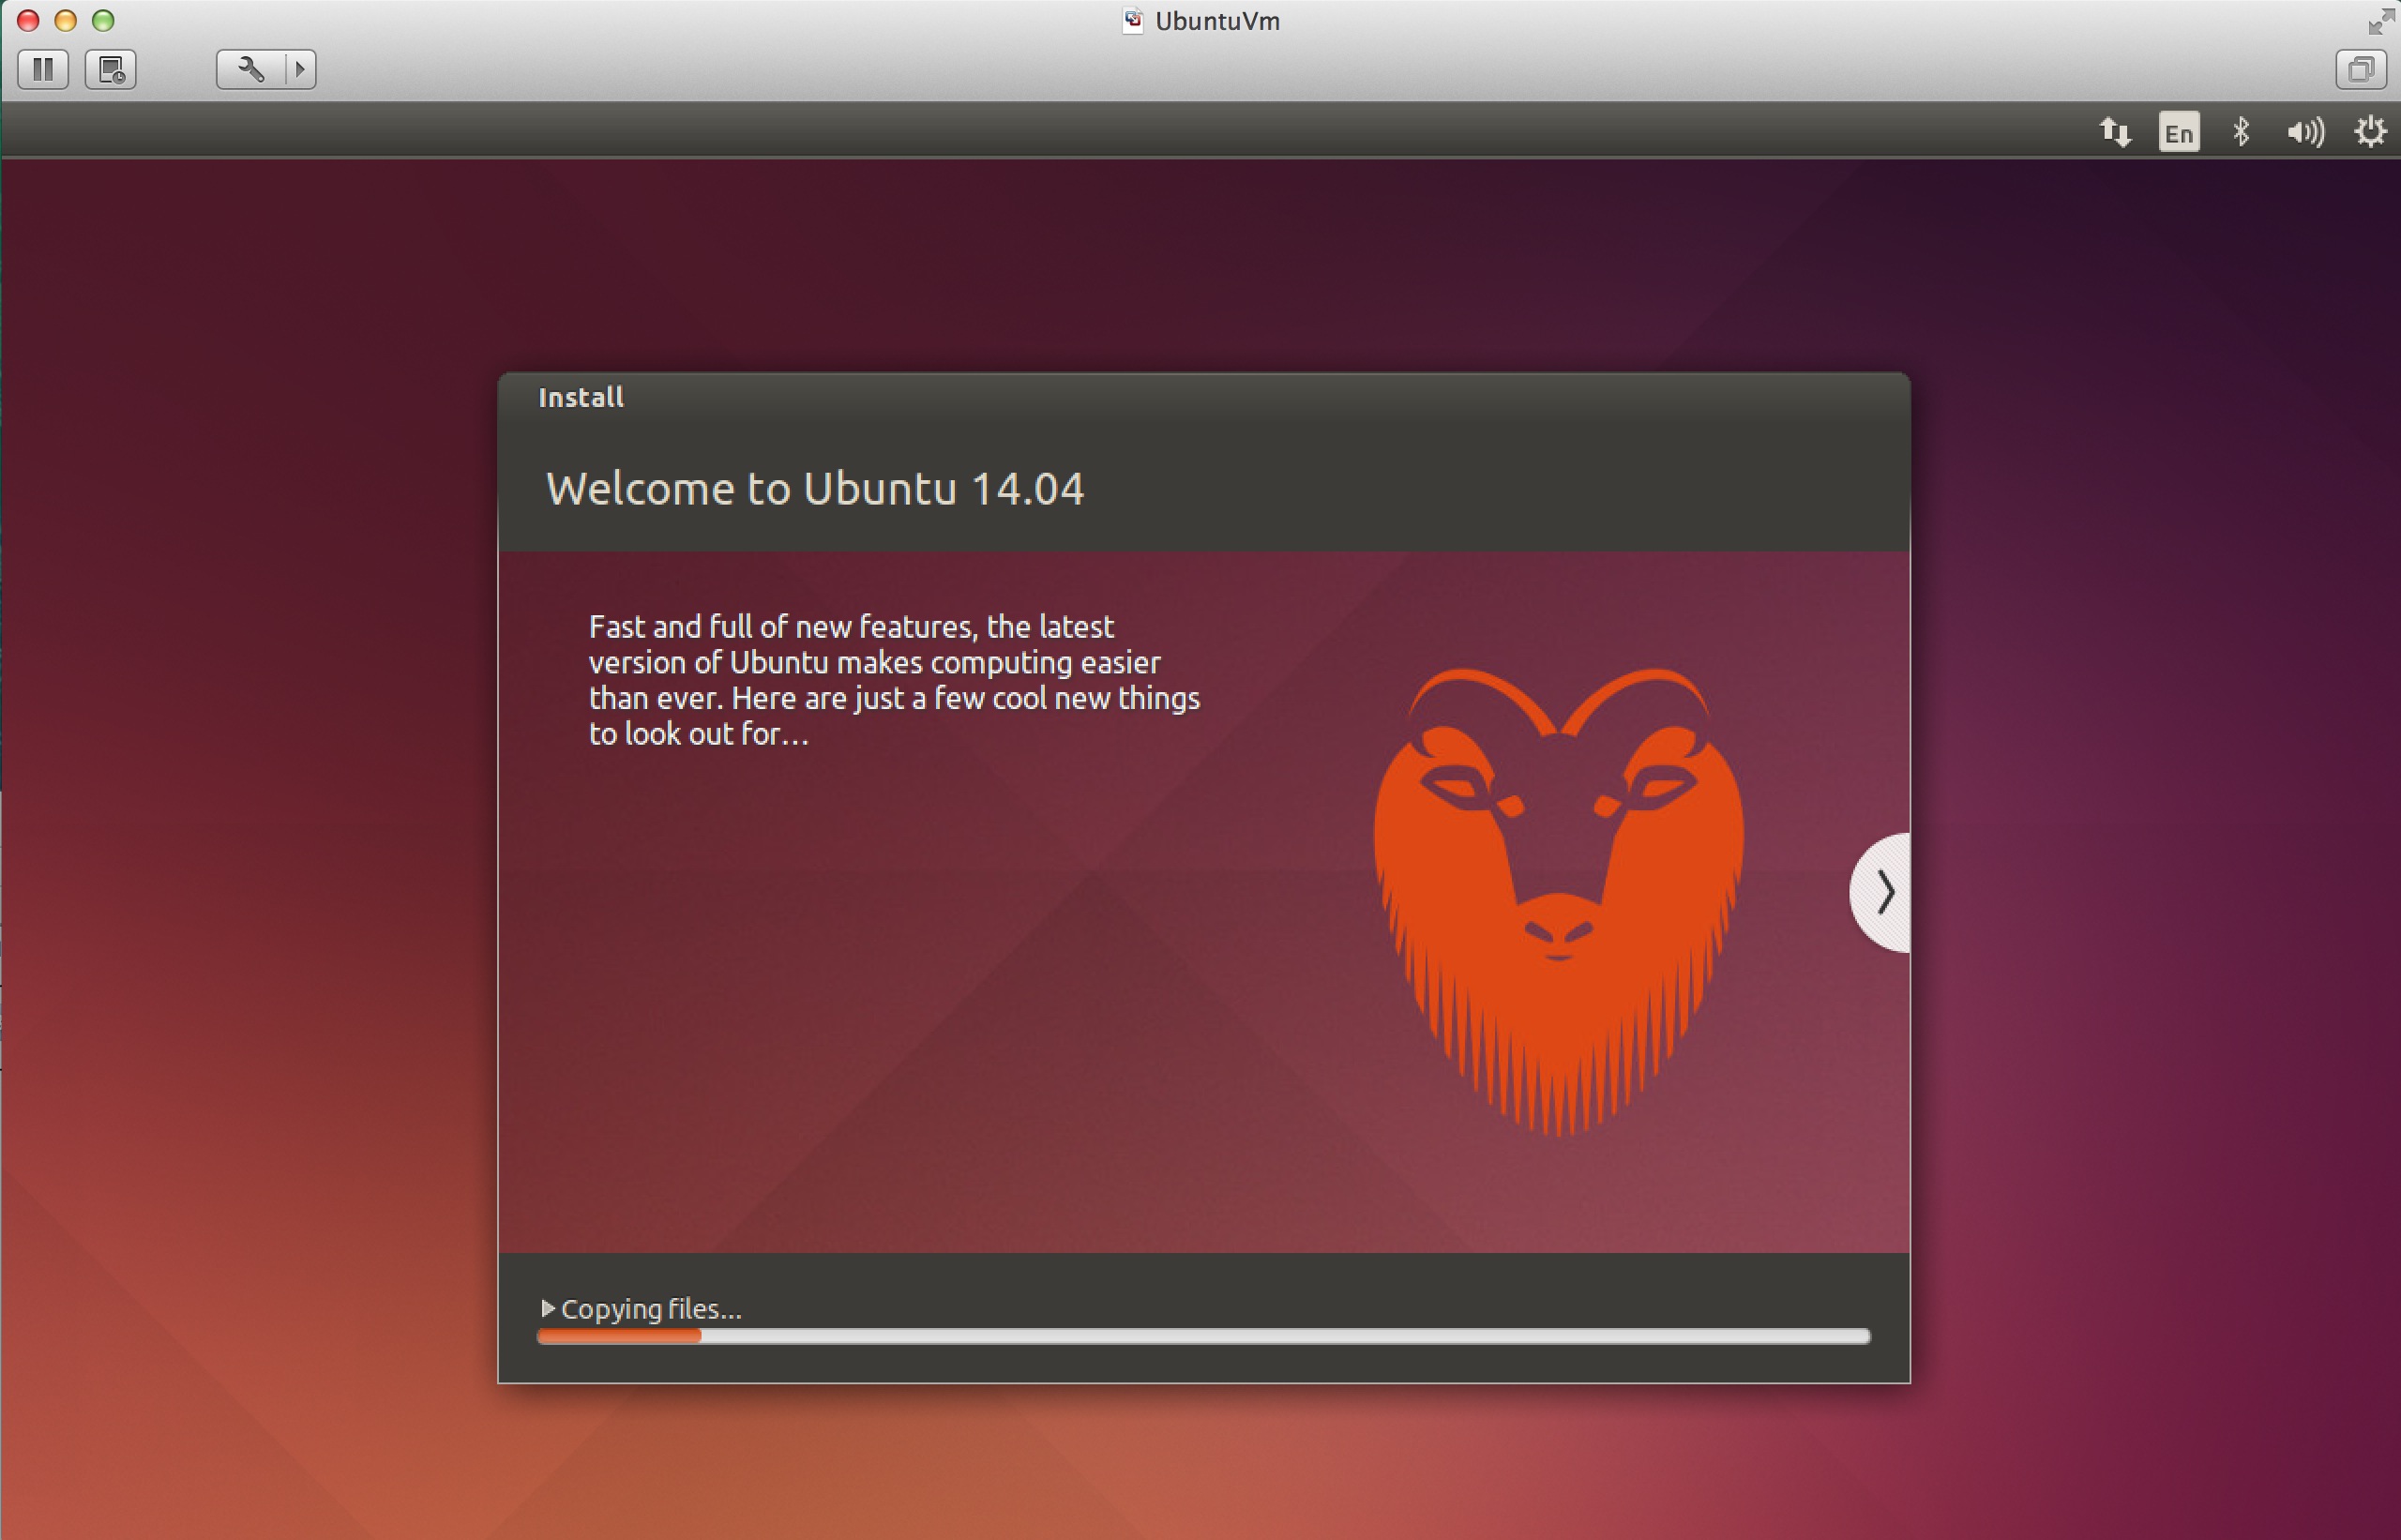 UbuntuVm
En
Install
Welcome to Ubuntu 14.04
Fast and full of new features, the latest
version of Ubuntu makes computing easier
than ever. Here are just a few cool new things
to look out for…
Copying files...